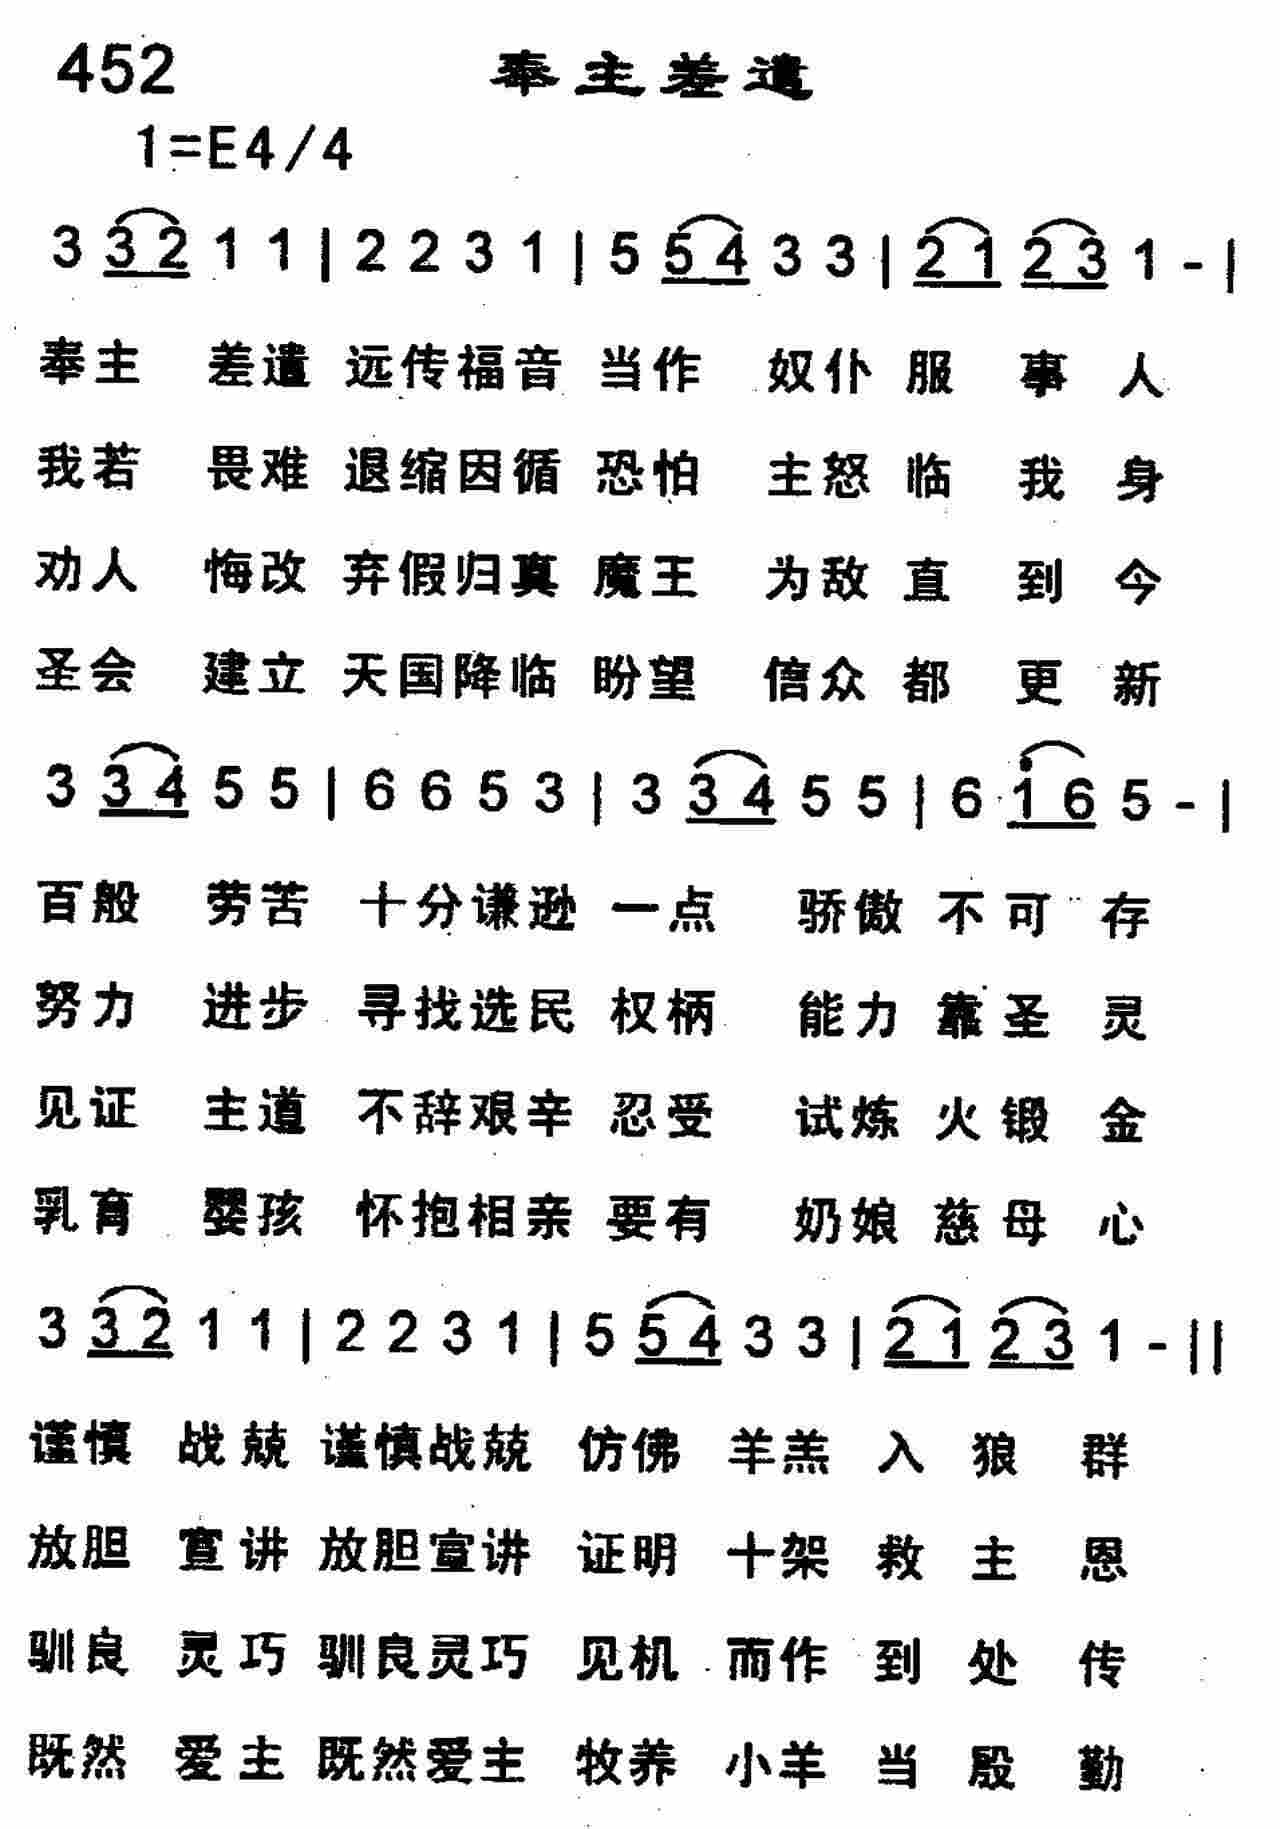 452 奉主差遣
1=E4/4
3 3 2 1 1 | 2 2 3 1 | 5 5 4 3 3 | 2 1 2 3 1 - |
奉主 差遣 远传福音 当作 奴仆 服 事 人
我若 畏难 退缩因循 恐怕 主怒 临 我 身
劝人 悔改 弃假归真 魔王 为敌 直 到 今
圣会 建立 天国降临 盼望 信众 都 更 新
3 3 4 5 5 | 6 6 5 3 | 3 3 4 5 5 | 6 i 6 5 - |
百般 劳苦 十分谦逊 一点 骄傲 不 可 存
努力 进步 寻找选民 权柄 能力 靠 圣 灵
见证 主道 不辞艰辛 忍受 试炼 火 锻 金
乳育 婴孩 怀抱相亲 要有 奶娘 慈 母 心
3 3 2 1 1 | 2 2 3 1 | 5 5 4 3 3 | 2 1 2 3 1 - ||
谨慎 战兢 谨慎战兢 仿佛 羊羔 入 狼 群
放胆 宣讲 放胆宣讲 证明 十架 救 主 恩
驯良 灵巧 驯良灵巧 见机 而作 到 处 传
既然 爱主 既然爱主 牧养 小羊 当 殷 勤